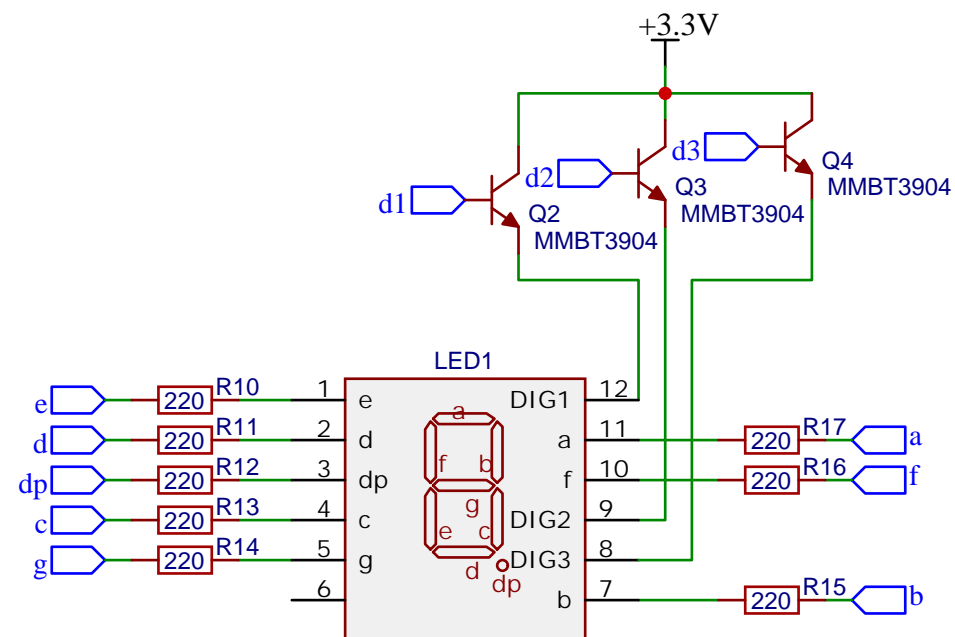 +3.3V
d3
Q4
MMBT3904
d2
Q3
MMBT3904
d1
Q2
MMBT3904
LED1
e 220 R10 1 e DIG1 12
d 220 R11 2 d a 11 220 R17 a
dp 220 R12 3 dp f 10 220 R16 f
c 220 R13 4 c DIG2 9
g 220 R14 5 g DIG3 8
6 b 7 220 R15 b
a
f b
g
e c
d dp